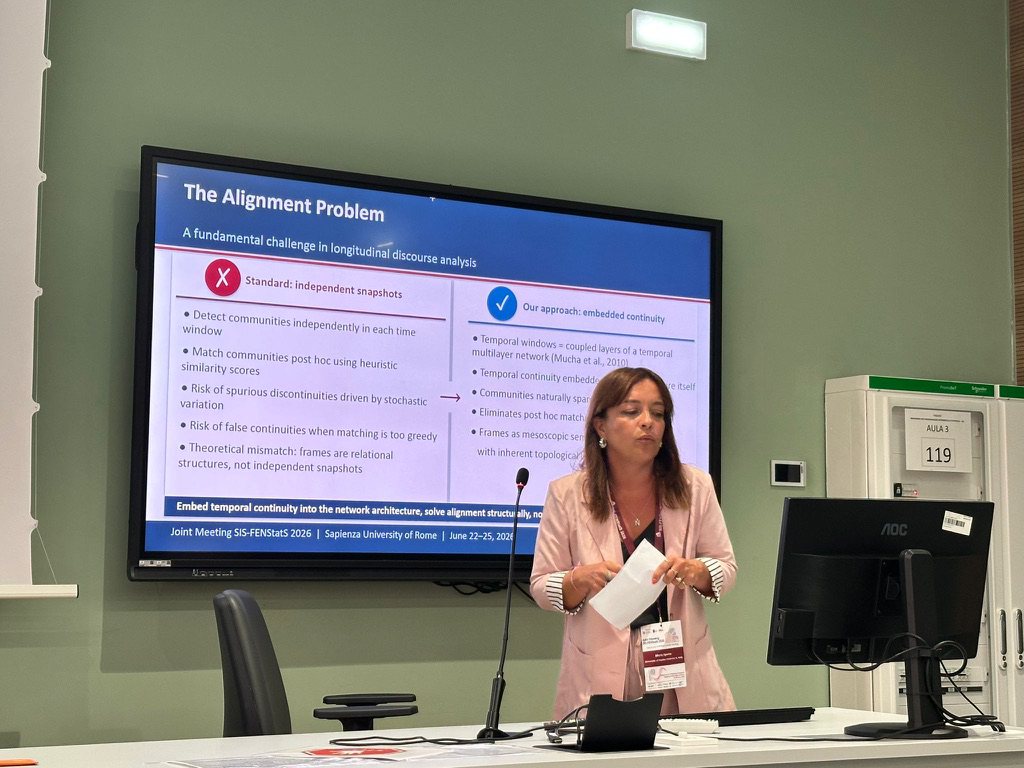 The Alignment Problem
A fundamental challenge in longitudinal discourse analysis
✗ Standard: independent snapshots
• Detect communities independently in each time
window
• Match communities post hoc using heuristic
similarity scores
• Risk of spurious discontinuities driven by stochastic
variation
• Risk of false continuities when matching is too greedy
• Theoretical mismatch: frames are relational
structures, not independent snapshots
→
✓ Our approach: embedded continuity
• Temporal windows = coupled layers of a temporal
multilayer network (Mucha et al., 2010)
• Temporal continuity embedde re itself
• Communities naturally spa
• Eliminates post hoc match
• Frames as mesoscopic
with inherent topological
Embed temporal continuity into the network architecture, solve alignment structurally,
Joint Meeting SIS-FENStatS 2026 | Sapienza University of Rome | June 22–25, 2026
AULA 3
119
AOC